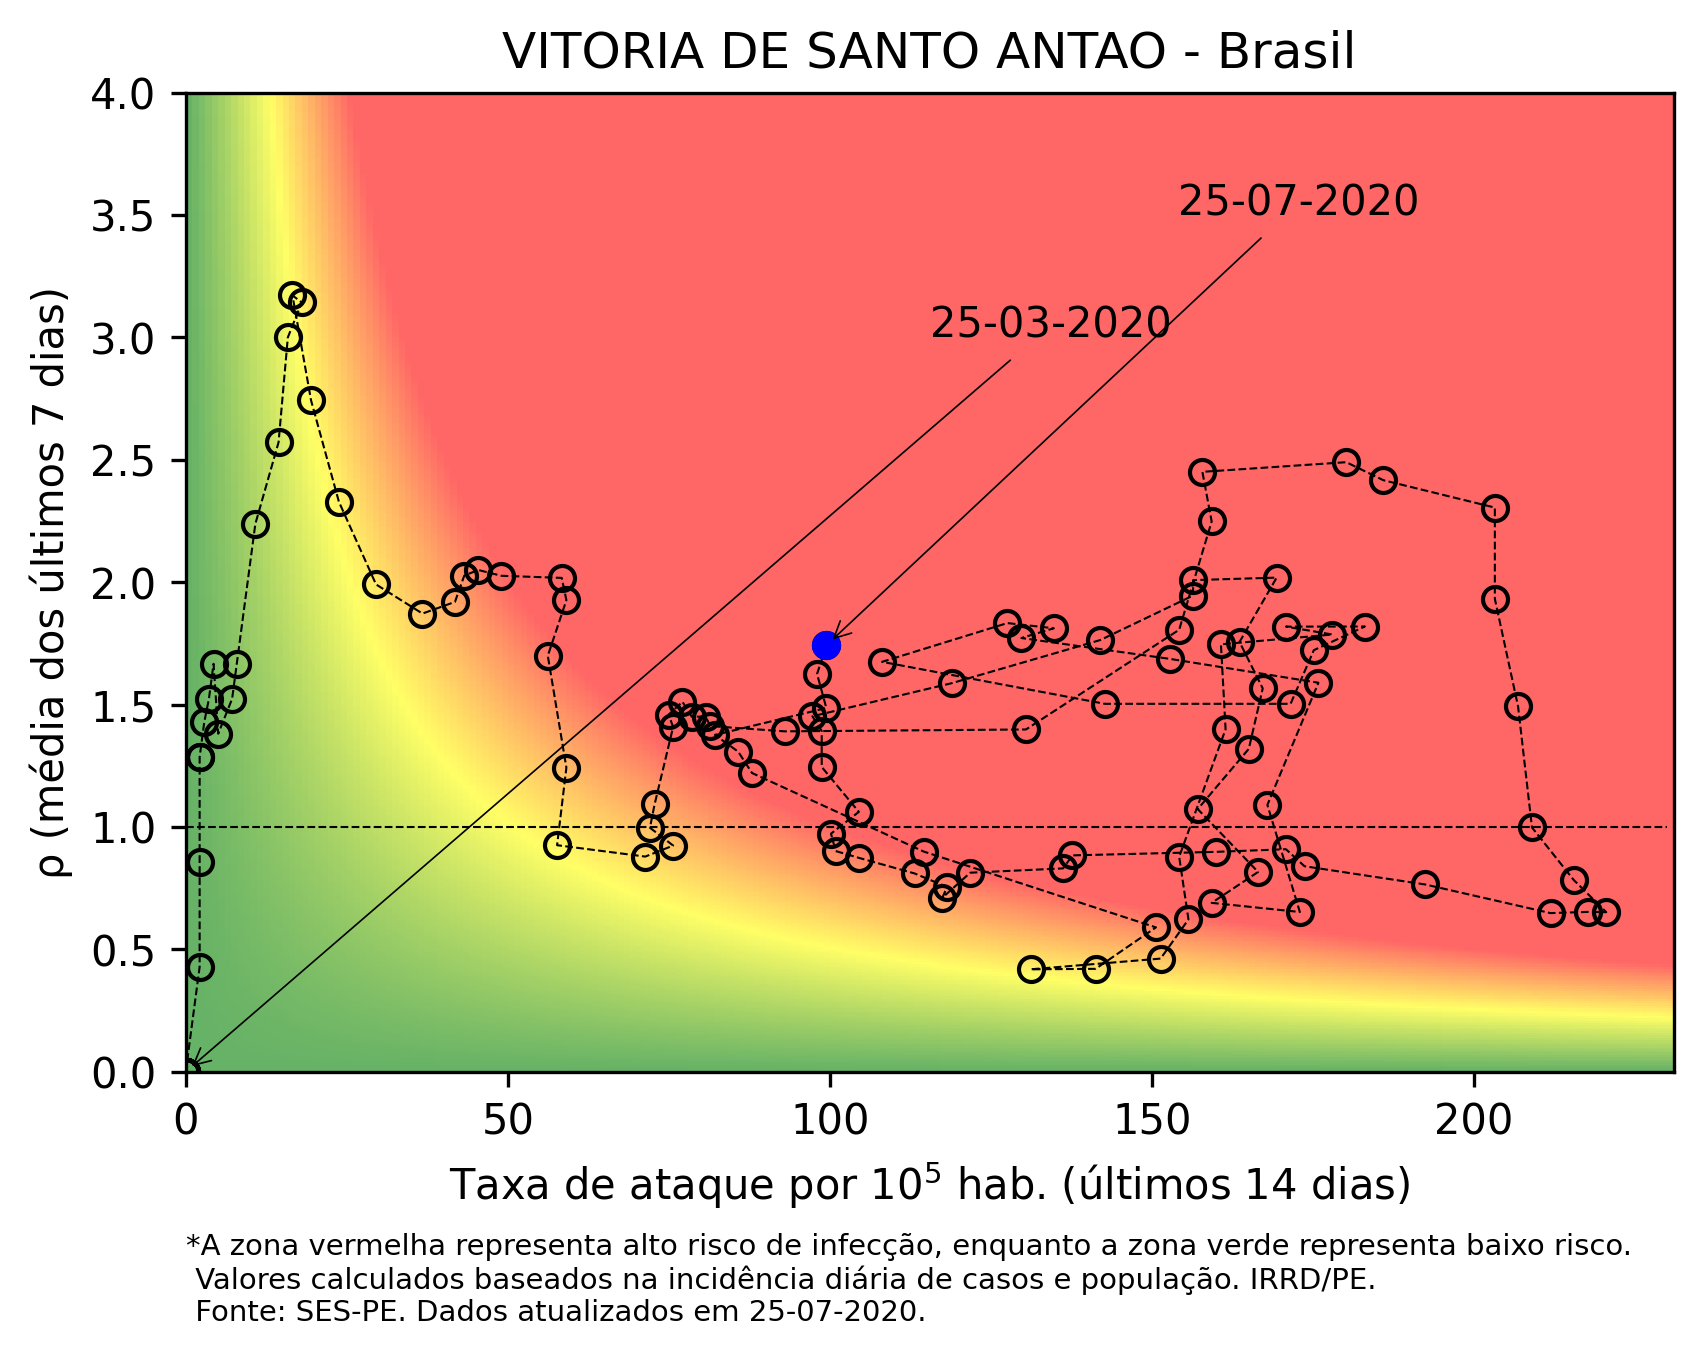 VITORIA DE SANTO ANTAO - Brasil
4.0
3.5
3.0
2.5
2.0
1.5
1.0
0.5
0.0
ρ (média dos últimos 7 dias)
25-07-2020
25-03-2020
0 50 100 150 200
Taxa de ataque por 10⁵ hab. (últimos 14 dias)
*A zona vermelha representa alto risco de infecção, enquanto a zona verde representa baixo risco.
Valores calculados baseados na incidência diária de casos e população. IRRD/PE.
Fonte: SES-PE. Dados atualizados em 25-07-2020.